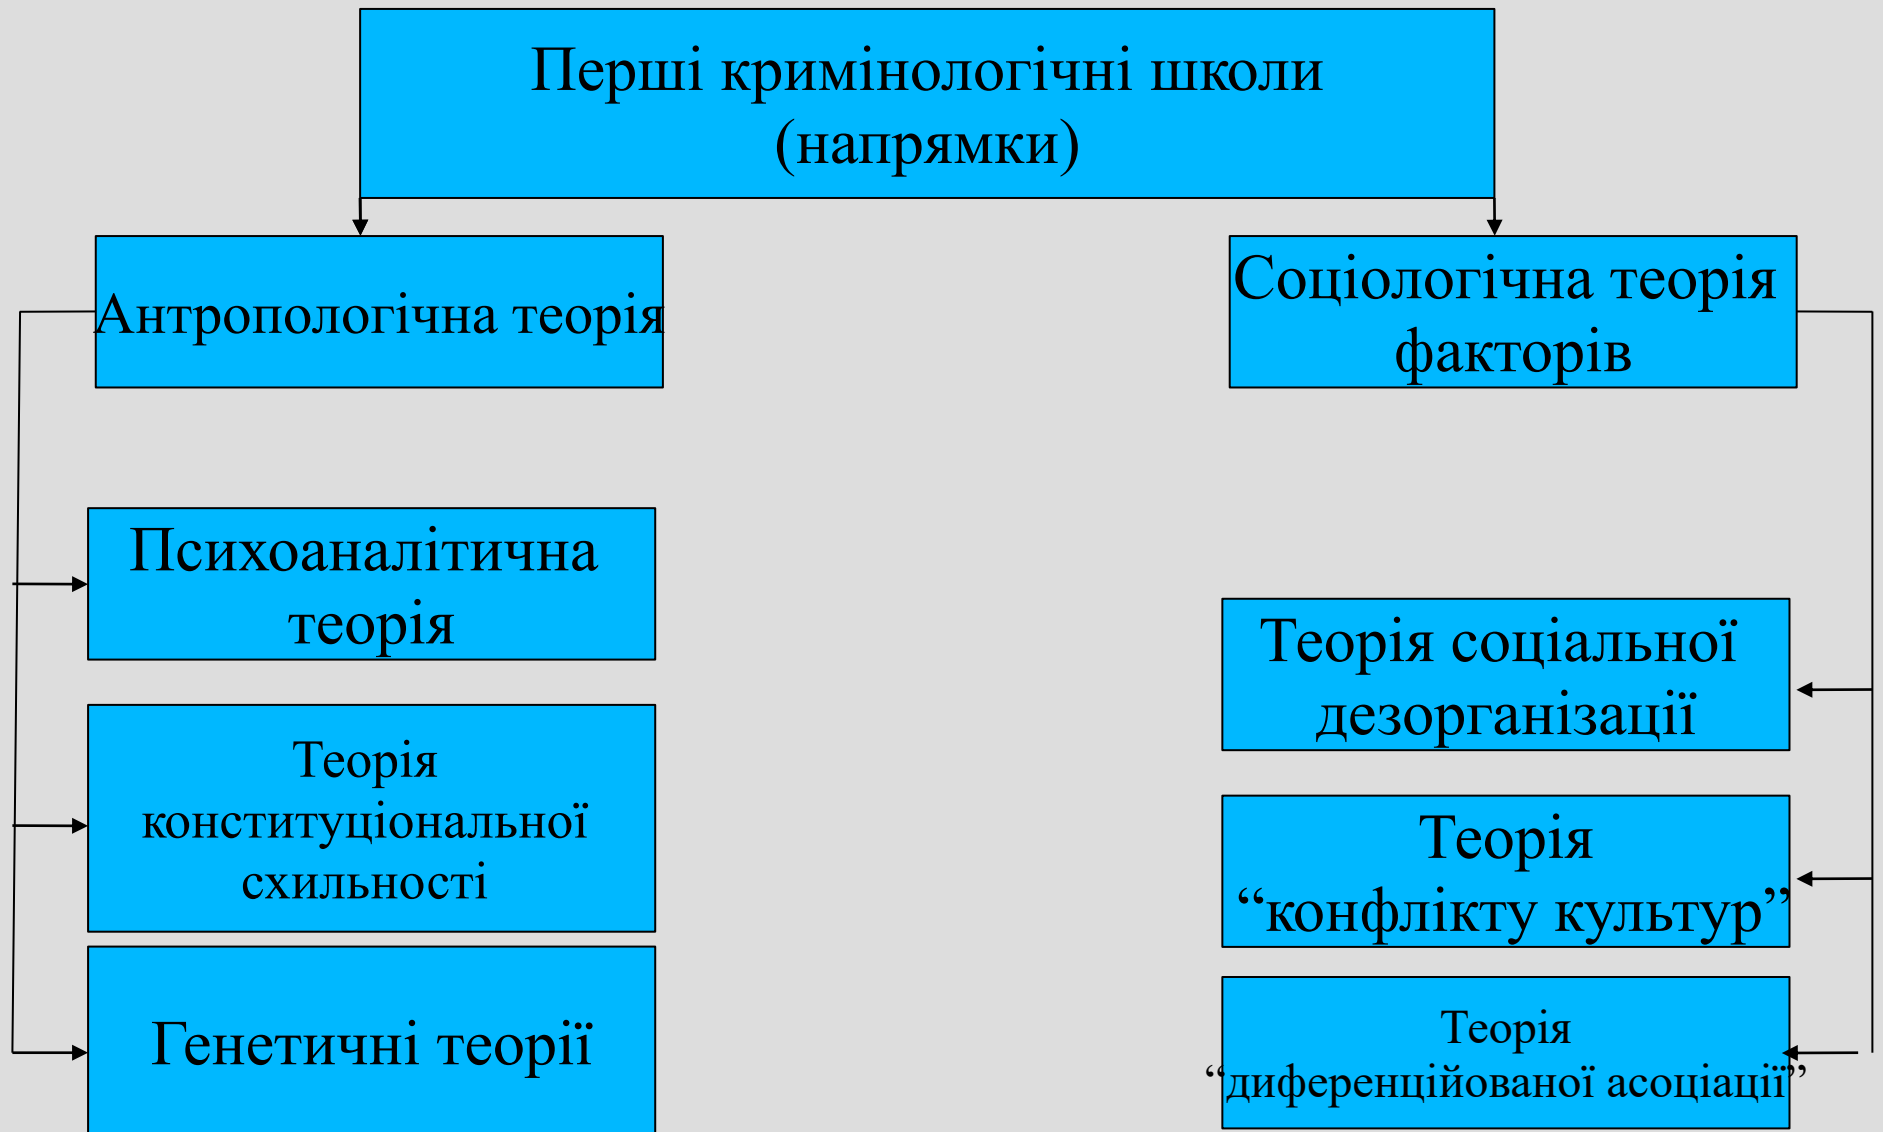 Перші кримінологічні школи
(напрямки)
Антропологічна теорія
Соціологічна теорія
факторів
Психоаналітична
теорія
Теорія
конституціональної
схильності
Генетичні теорії
Теорія соціальної
дезорганізації
Теорія
“конфлікту культур”
Теорія
“диференційованої асоціації”